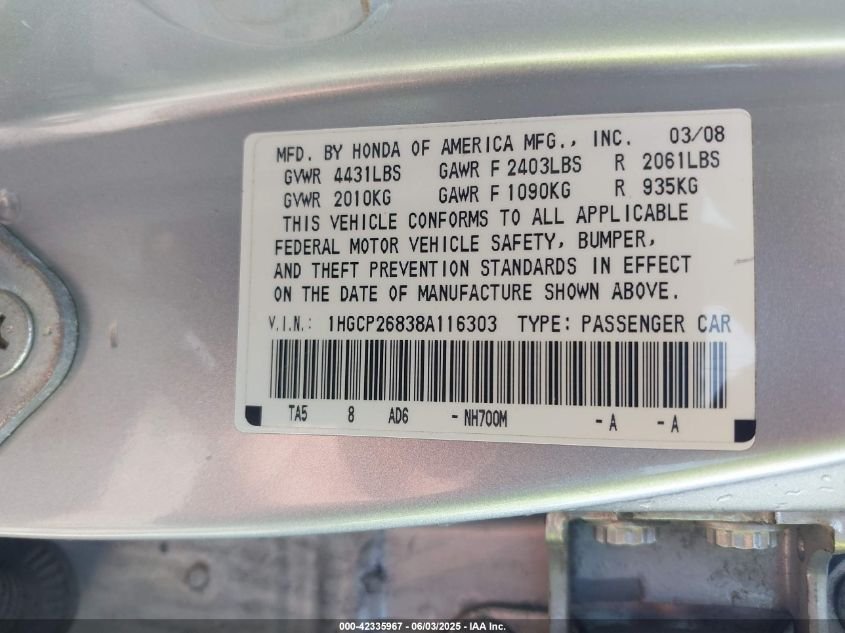 MFD. BY HONDA OF AMERICA MFG., INC. 03/08
GVWR 4431LBS GAWR F 2403LBS R 2061LBS
GVWR 2010KG GAWR F 1090KG R 935KG
THIS VEHICLE CONFORMS TO ALL APPLICABLE
FEDERAL MOTOR VEHICLE SAFETY, BUMPER,
AND THEFT PREVENTION STANDARDS IN EFFECT
ON THE DATE OF MANUFACTURE SHOWN ABOVE.
V.I.N.: 1HGCP26838A116303 TYPE: PASSENGER CAR
TA5 8 AD6 - NH700M - A - A
000-42335967 - 06/03/2025 - IAA Inc.